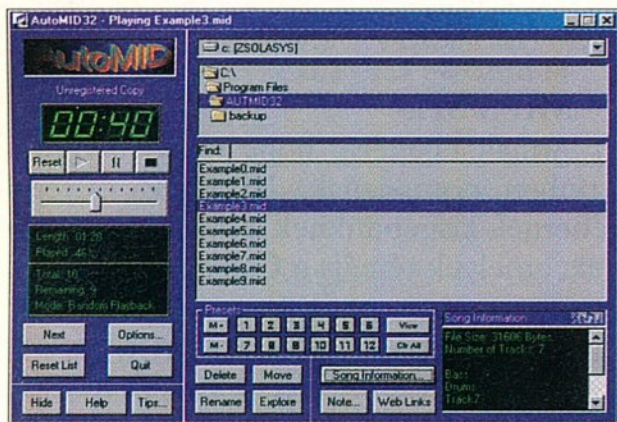 AutoMID32 - Playing Example3.mid
AutoMID
Unregistered Copy
00:40
Reset
Length: 01:28
Played: 46%
Total: 10
Remaining: 9
Mode: Random Playback
Next
Options...
Reset List
Quit
Hide
Help
Tips...
c: [ZSOLASYS]
C:\
Program Files
AUTMID32
backup
Find:
Example0.mid
Example1.mid
Example2.mid
Example3.mid
Example4.mid
Example5.mid
Example6.mid
Example7.mid
Example8.mid
Example9.mid
Presets
M+ 1 2 3 4 5 6 View
M- 7 8 9 10 11 12 Clr All
Delete
Move
Song Information...
Rename
Explore
Note...
Web Links
Song Information
File Size: 31606 Bytes
Number of Tracks: 7
Bass
Drums
Track7